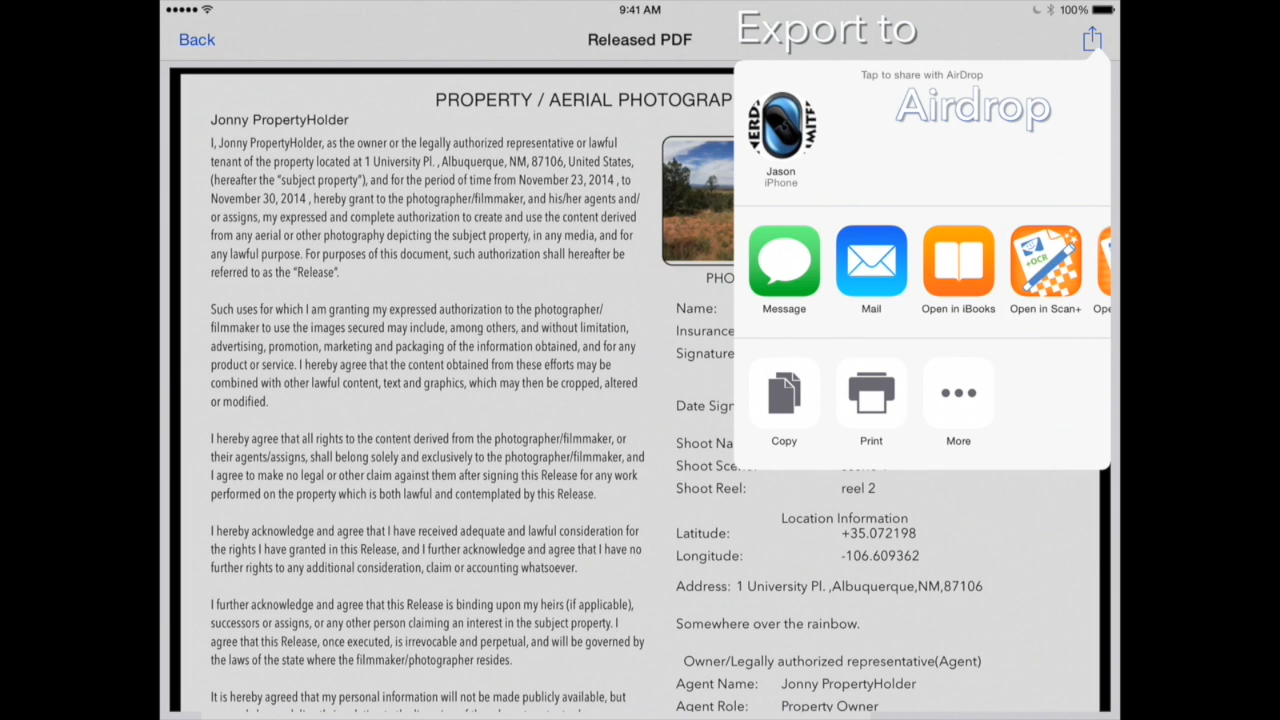 9:41 AM
100%
Back
Released PDF
Export to
Tap to share with AirDrop
Airdrop
Jason
iPhone
Message
Mail
Open in iBooks
Open in Scan+
+OCR
Copy
Print
More
PROPERTY / AERIAL PHOTOGRAP
Jonny PropertyHolder
I, Jonny PropertyHolder, as the owner or the legally authorized representative or lawful
tenant of the property located at 1 University Pl. , Albuquerque, NM, 87106, United States,
(hereafter the "subject property"), and for the period of time from November 23, 2014 , to
November 30, 2014 , hereby grant to the photographer/filmmaker, and his/her agents and/
or assigns, my expressed and complete authorization to create and use the content derived
from any aerial or other photography depicting the subject property, in any media, and for
any lawful purpose. For purposes of this document, such authorization shall hereafter be
referred to as the "Release".
Such uses for which I am granting my expressed authorization to the photographer/
filmmaker to use the images secured may include, among others, and without limitation,
advertising, promotion, marketing and packaging of the information obtained, and for any
product or service. I hereby agree that the content obtained from these efforts may be
combined with other lawful content, text and graphics, which may then be cropped, altered
or modified.
I hereby agree that all rights to the content derived from the photographer/filmmaker, or
their agents/assigns, shall belong solely and exclusively to the photographer/filmmaker, and
I agree to make no legal or other claim against them after signing this Release for any work
performed on the property which is both lawful and contemplated by this Release.
I hereby acknowledge and agree that I have received adequate and lawful consideration for
the rights I have granted in this Release, and I further acknowledge and agree that I have no
further rights to any additional consideration, claim or accounting whatsoever.
I further acknowledge and agree that this Release is binding upon my heirs (if applicable),
successors or assigns, or any other person claiming an interest in the subject property. I
agree that this Release, once executed, is irrevocable and perpetual, and will be governed by
the laws of the state where the filmmaker/photographer resides.
It is hereby agreed that my personal information will not be made publicly available, but
PHO
Name:
Insurance
Signature
Date Sign
Shoot Na
Shoot Sce
Shoot Reel: reel 2
Location Information
Latitude: +35.072198
Longitude: -106.609362
Address: 1 University Pl. ,Albuquerque,NM,87106
Somewhere over the rainbow.
Owner/Legally authorized representative(Agent)
Agent Name: Jonny PropertyHolder
Agent Role: Property Owner